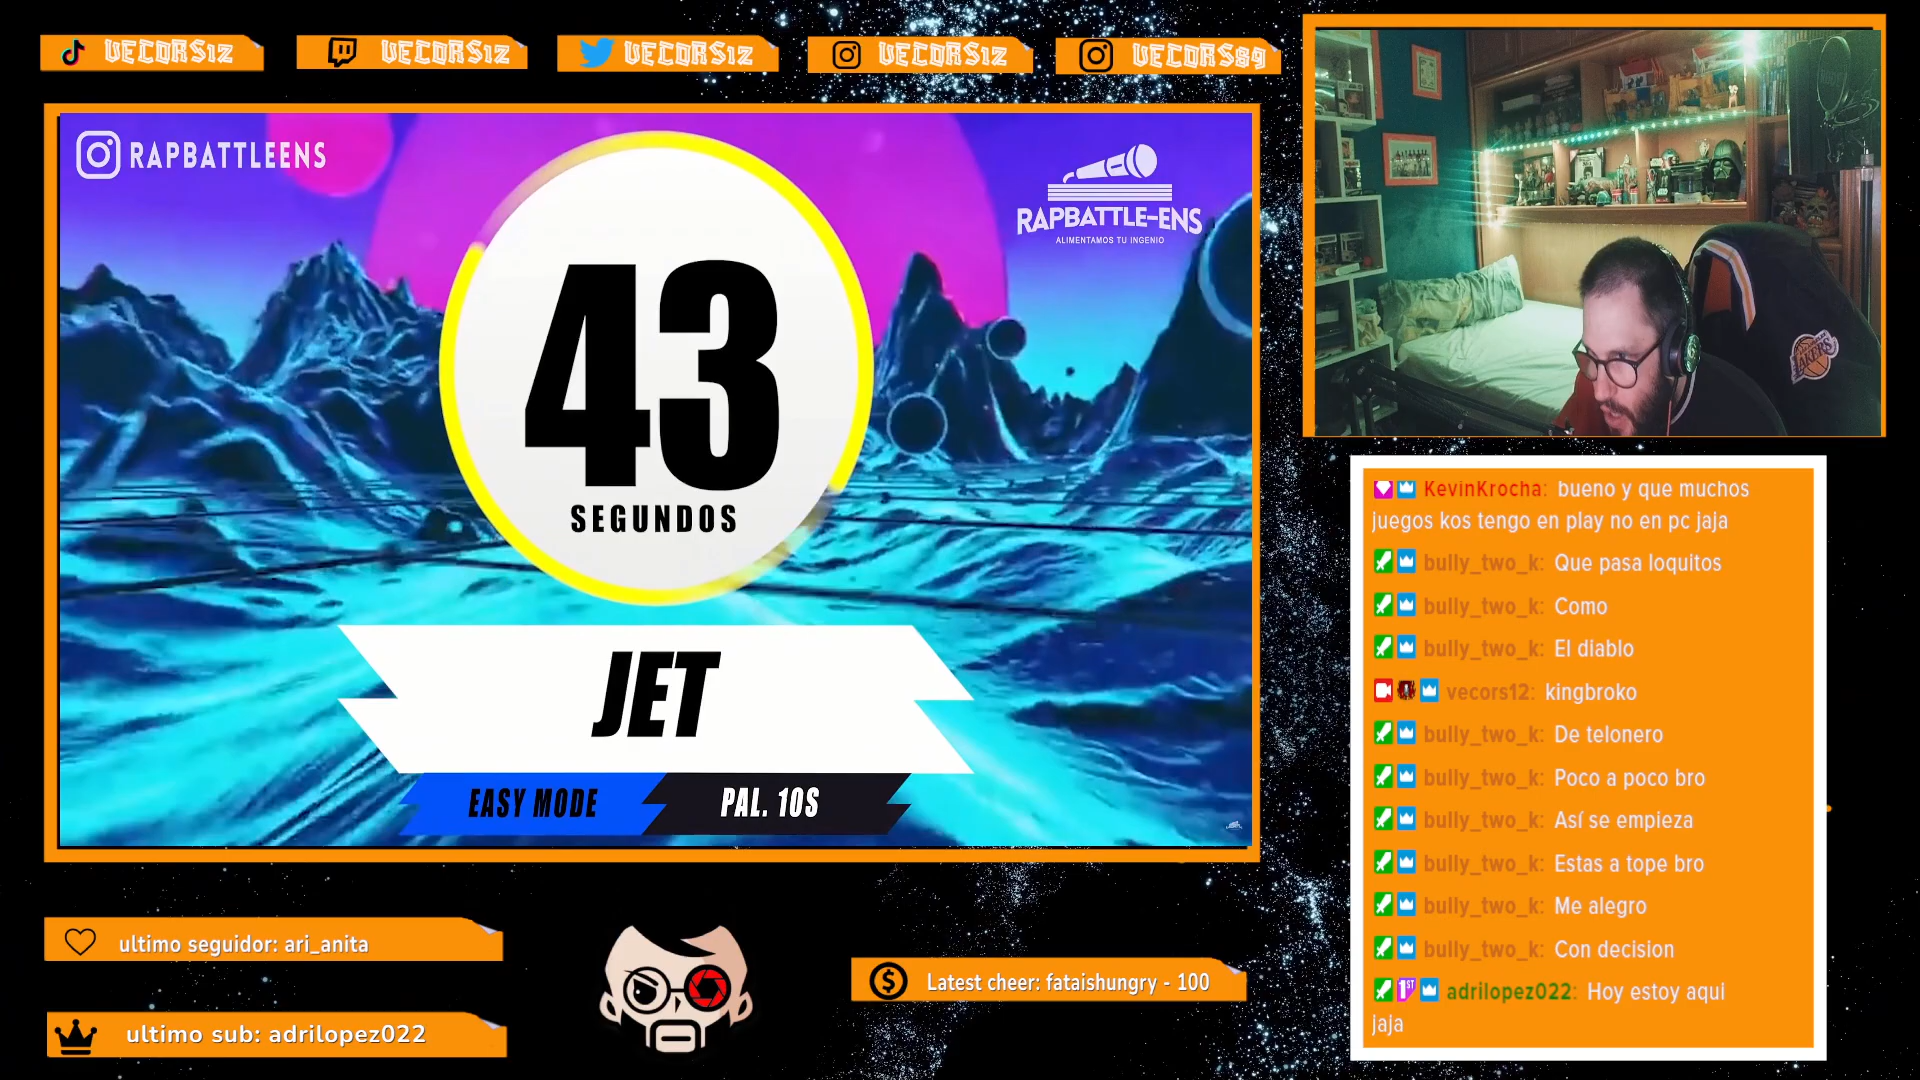 VECORS12
VECORS12
VECORS12
VECORS12
VECORS89
RAPBATTLEENS
RAPBATTLE-ENS
ALIMENTAMOS TU INGENIO
43
SEGUNDOS
JET
EASY MODE
PAL. 10S
LAKERS
KevinKrocha: bueno y que muchos
juegos kos tengo en play no en pc jaja
bully_two_k: Que pasa loquitos
bully_two_k: Como
bully_two_k: El diablo
vecors12: kingbroko
bully_two_k: De telonero
bully_two_k: Poco a poco bro
bully_two_k: Así se empieza
bully_two_k: Estas a tope bro
bully_two_k: Me alegro
bully_two_k: Con decision
1ST adrilopez022: Hoy estoy aqui
jaja
ultimo seguidor: ari_anita
Latest cheer: fataishungry - 100
ultimo sub: adrilopez022